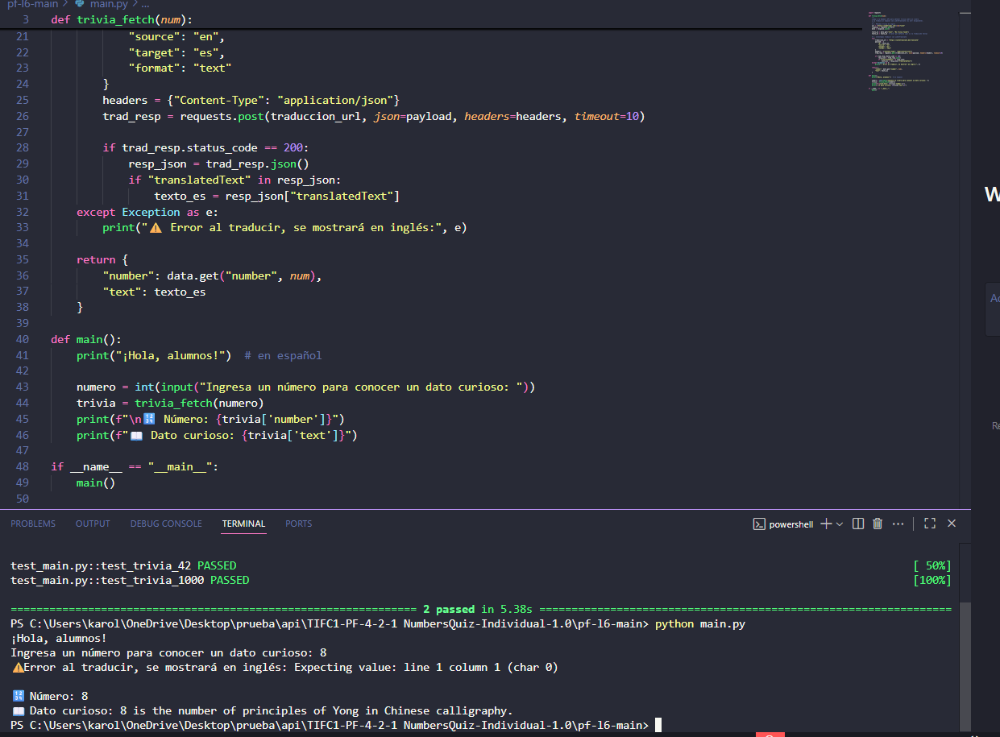 pf-l6-main > main.py > ...
3 def trivia_fetch(num):
21 "source": "en",
22 "target": "es",
23 "format": "text"
24 }
25 headers = {"Content-Type": "application/json"}
26 trad_resp = requests.post(traduccion_url, json=payload, headers=headers, timeout=10)
27
28 if trad_resp.status_code == 200:
29 resp_json = trad_resp.json()
30 if "translatedText" in resp_json:
31 texto_es = resp_json["translatedText"]
32 except Exception as e:
33 print("⚠️ Error al traducir, se mostrará en inglés:", e)
34
35 return {
36 "number": data.get("number", num),
37 "text": texto_es
38 }
39
40 def main():
41 print("¡Hola, alumnos!") # en español
42
43 numero = int(input("Ingresa un número para conocer un dato curioso: "))
44 trivia = trivia_fetch(numero)
45 print(f"\n🔢 Número: {trivia['number']}")
46 print(f"📖 Dato curioso: {trivia['text']}")
47
48 if __name__ == "__main__":
49 main()
50
PROBLEMS OUTPUT DEBUG CONSOLE TERMINAL PORTS powershell
test_main.py::test_trivia_42 PASSED [ 50%]
test_main.py::test_trivia_1000 PASSED [100%]
2 passed in 5.38s
PS C:\Users\karol\OneDrive\Desktop\prueba\api\TIFC1-PF-4-2-1 NumbersQuiz-Individual-1.0\pf-l6-main> python main.py
¡Hola, alumnos!
Ingresa un número para conocer un dato curioso: 8
⚠️Error al traducir, se mostrará en inglés: Expecting value: line 1 column 1 (char 0)
🔢 Número: 8
📖 Dato curioso: 8 is the number of principles of Yong in Chinese calligraphy.
PS C:\Users\karol\OneDrive\Desktop\prueba\api\TIFC1-PF-4-2-1 NumbersQuiz-Individual-1.0\pf-l6-main>